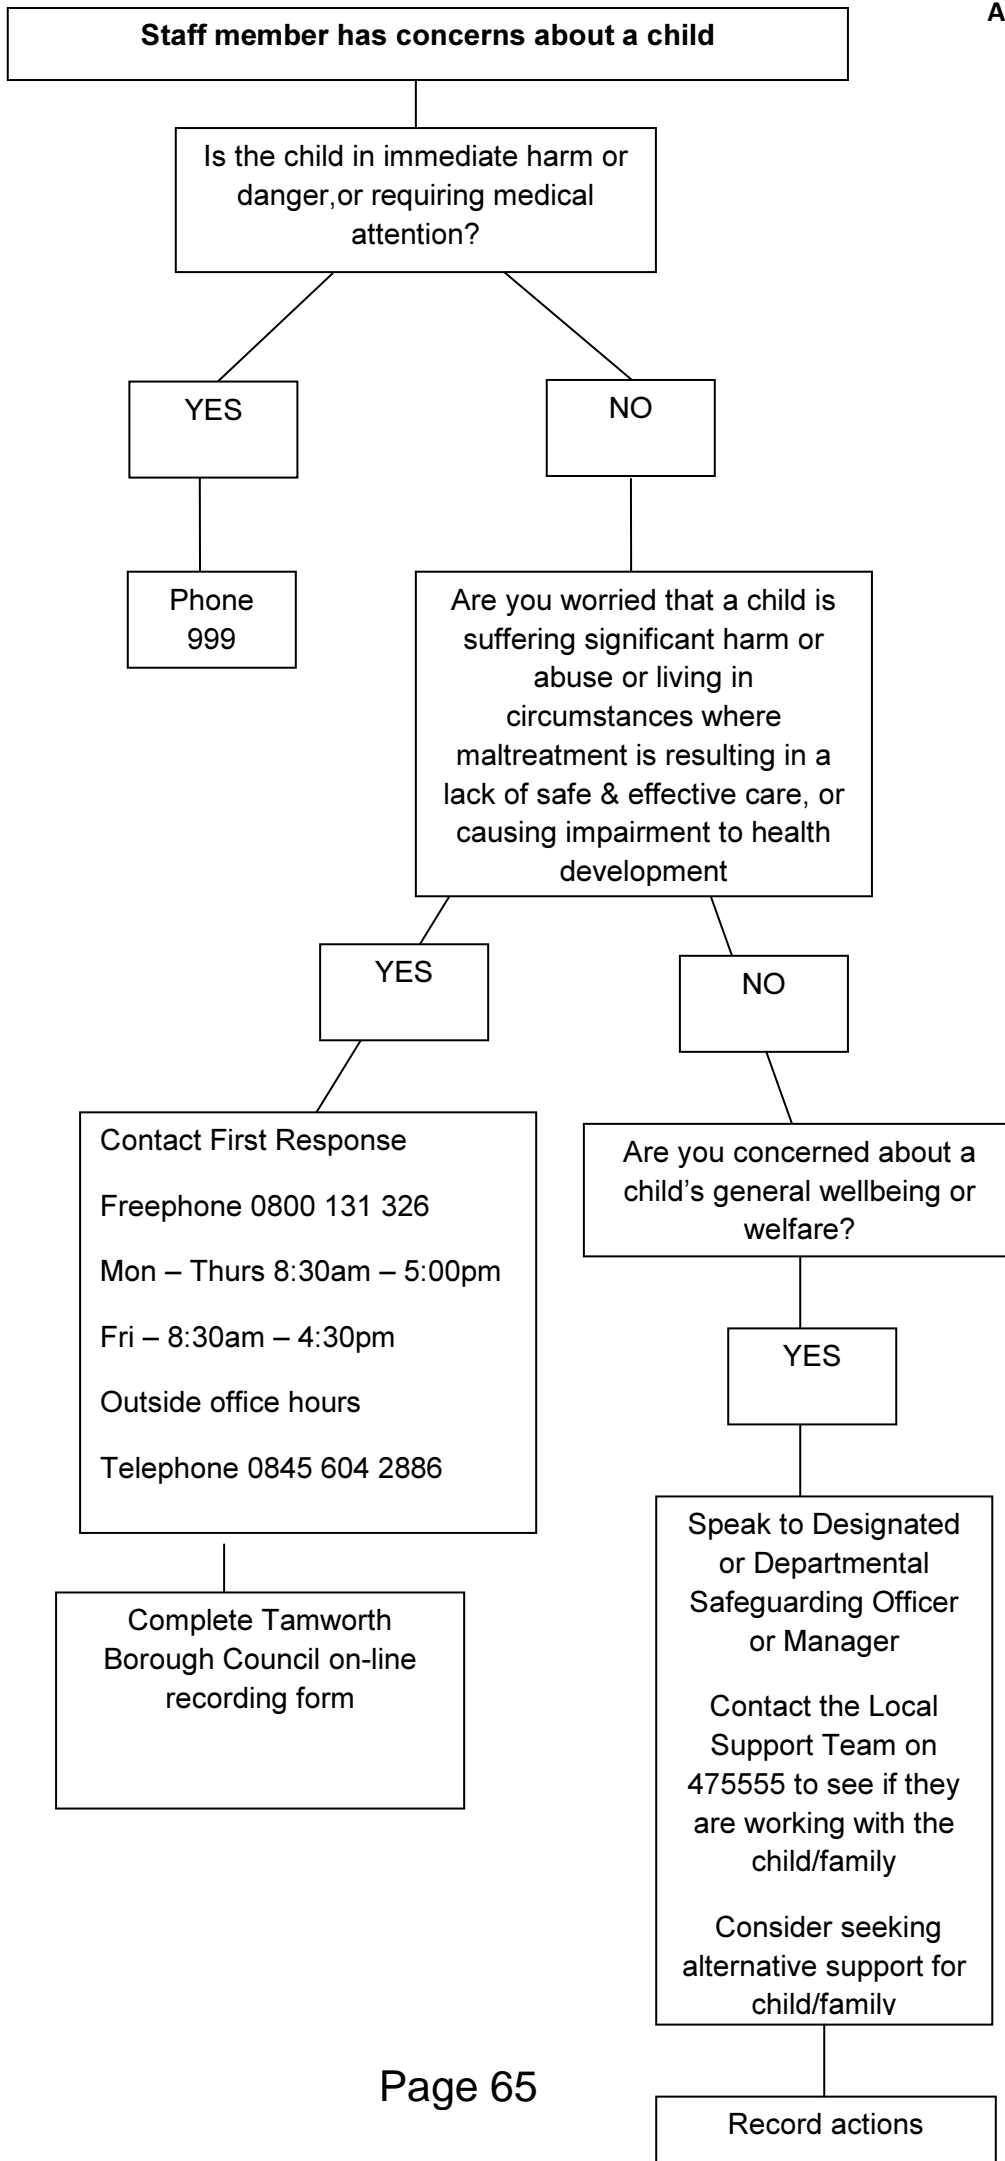 A
Staff member has concerns about a child
Is the child in immediate harm or
danger,or requiring medical
attention?
YES
NO
Phone
999
Are you worried that a child is
suffering significant harm or
abuse or living in
circumstances where
maltreatment is resulting in a
lack of safe & effective care, or
causing impairment to health
development
YES
NO
Contact First Response
Freephone 0800 131 326
Mon – Thurs 8:30am – 5:00pm
Fri – 8:30am – 4:30pm
Outside office hours
Telephone 0845 604 2886
Are you concerned about a
child's general wellbeing or
welfare?
YES
Complete Tamworth
Borough Council on-line
recording form
Speak to Designated
or Departmental
Safeguarding Officer
or Manager
Contact the Local
Support Team on
475555 to see if they
are working with the
child/family
Consider seeking
alternative support for
child/family
Record actions
Page 65